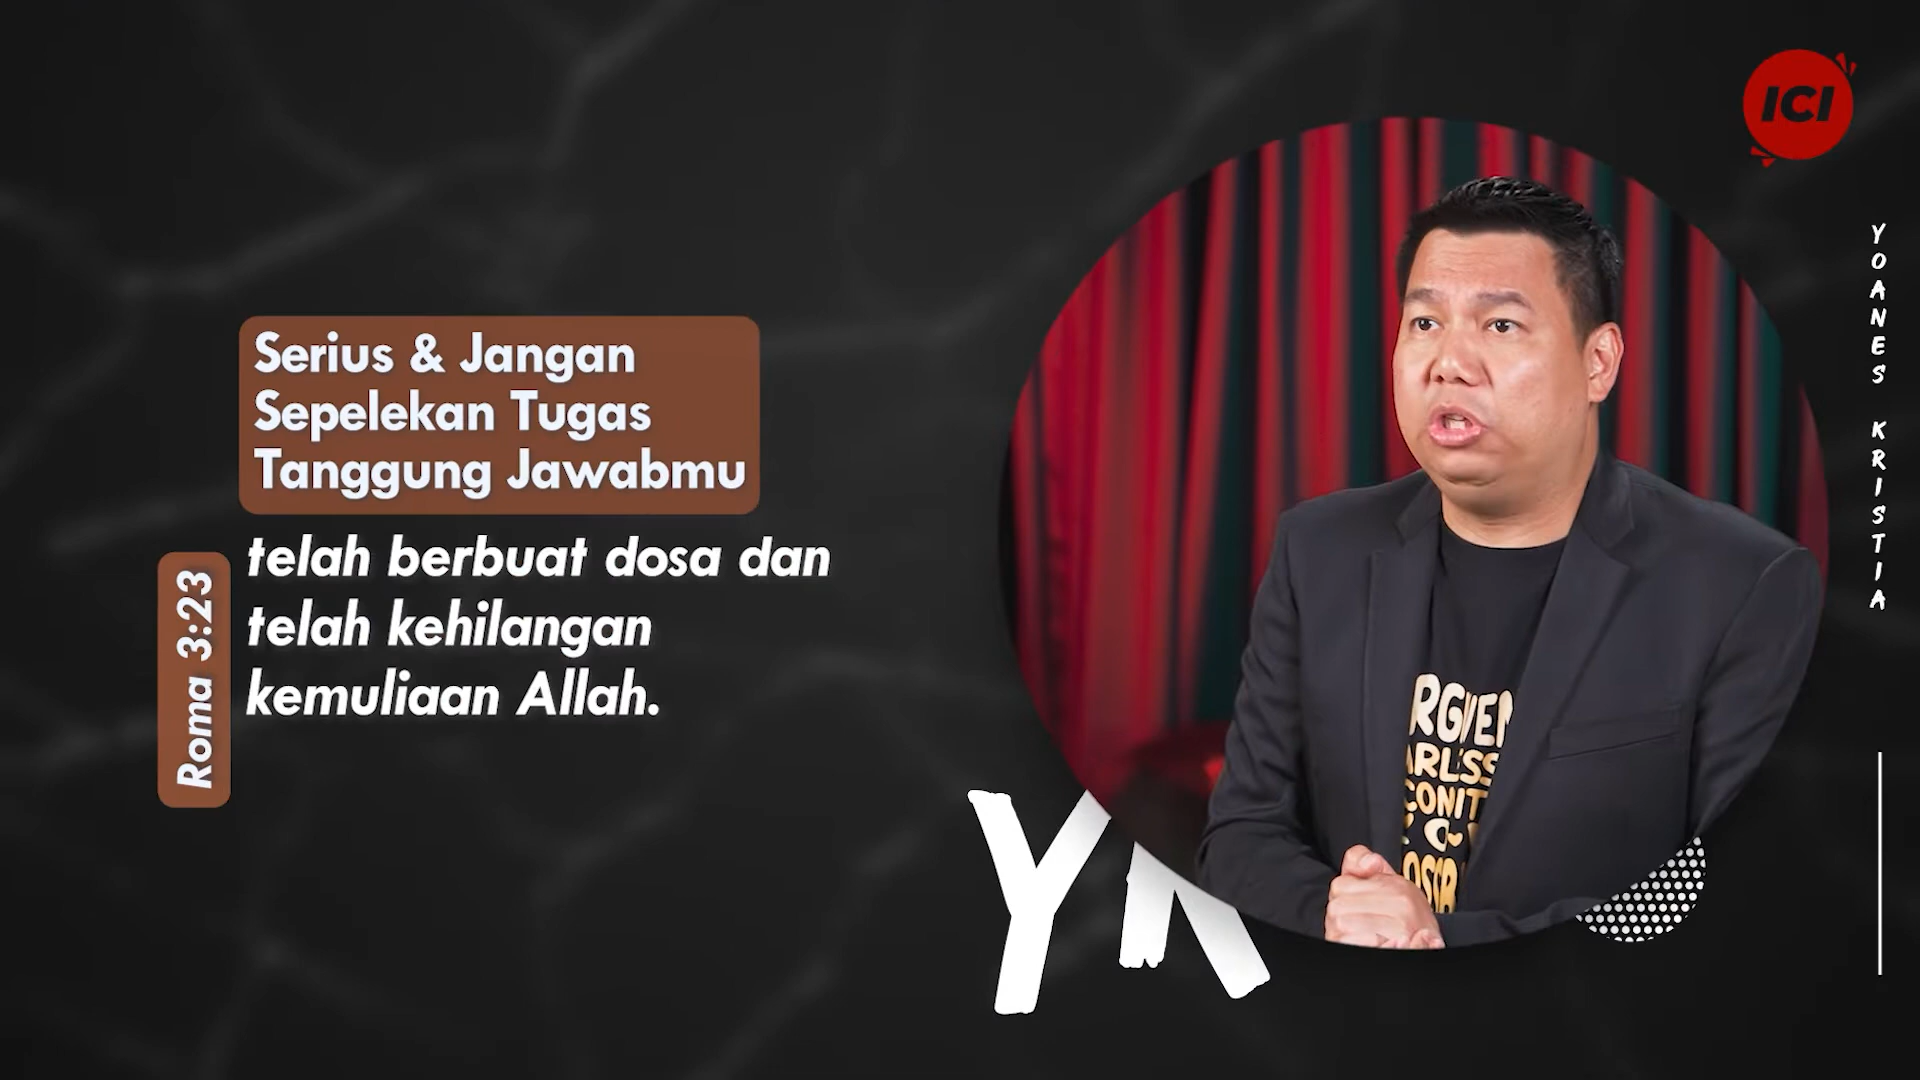 ICI
YOANES KRISTIA
Serius & Jangan
Sepelekan Tugas
Tanggung Jawabmu
Roma 3:23
telah berbuat dosa dan
telah kehilangan
kemuliaan Allah.
YK